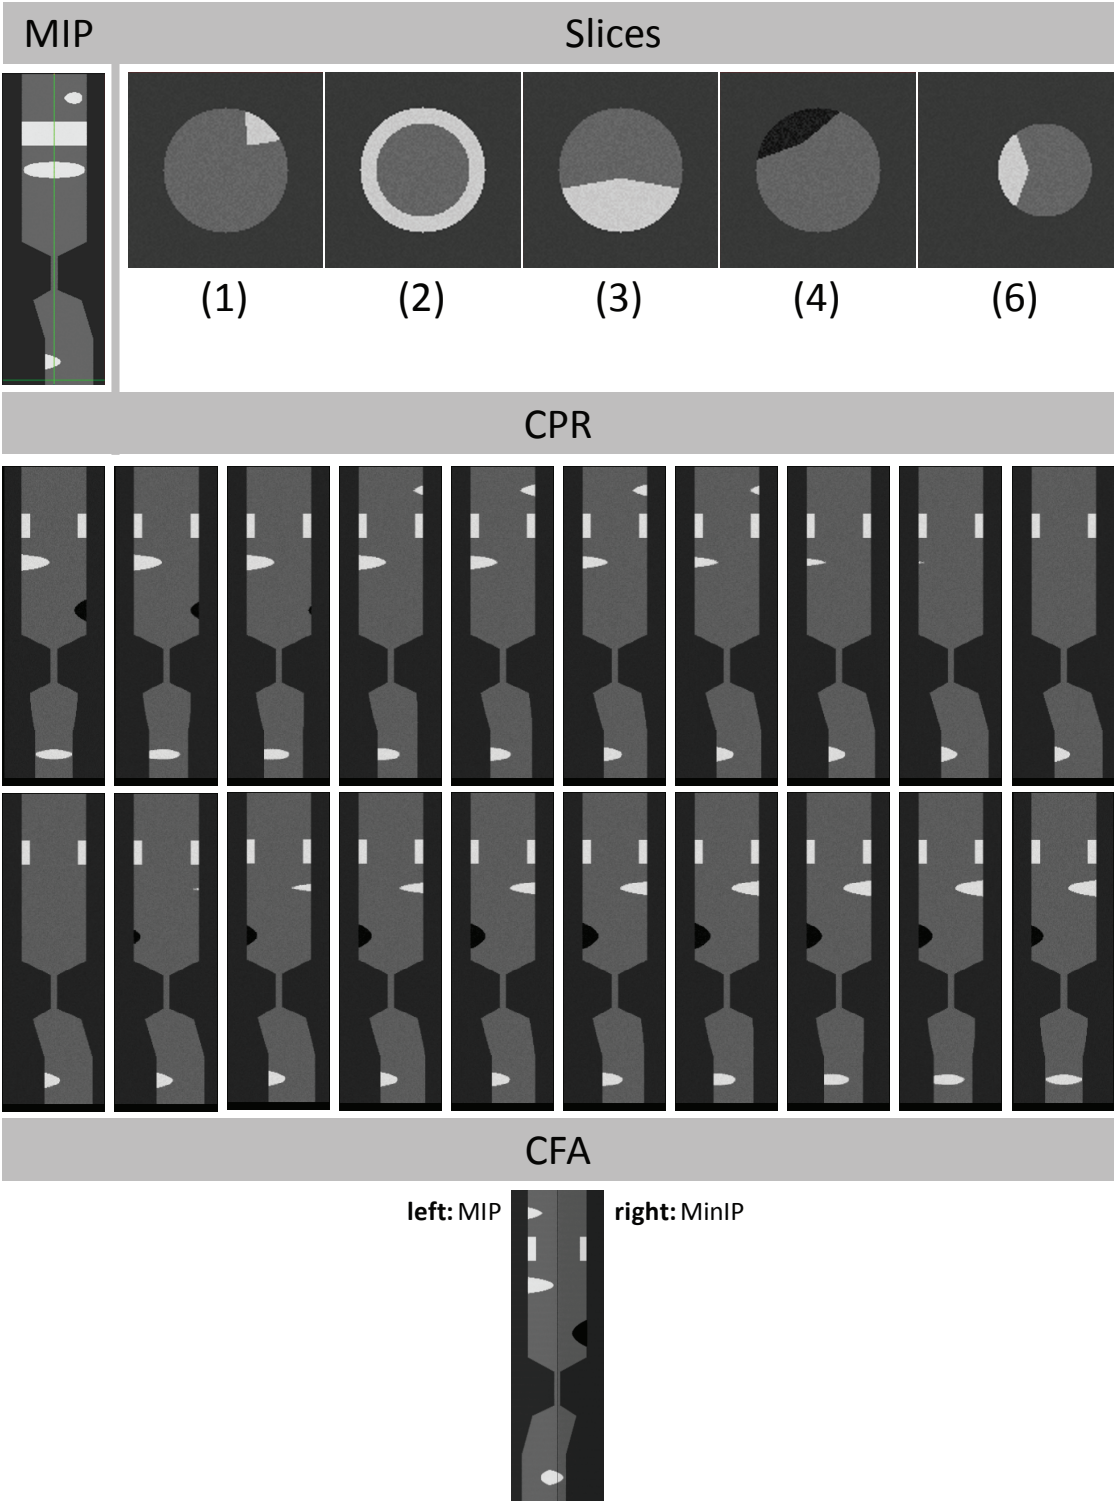 MIP
Slices
(1) (2) (3) (4) (6)
CPR
CFA
left: MIP right: MinIP